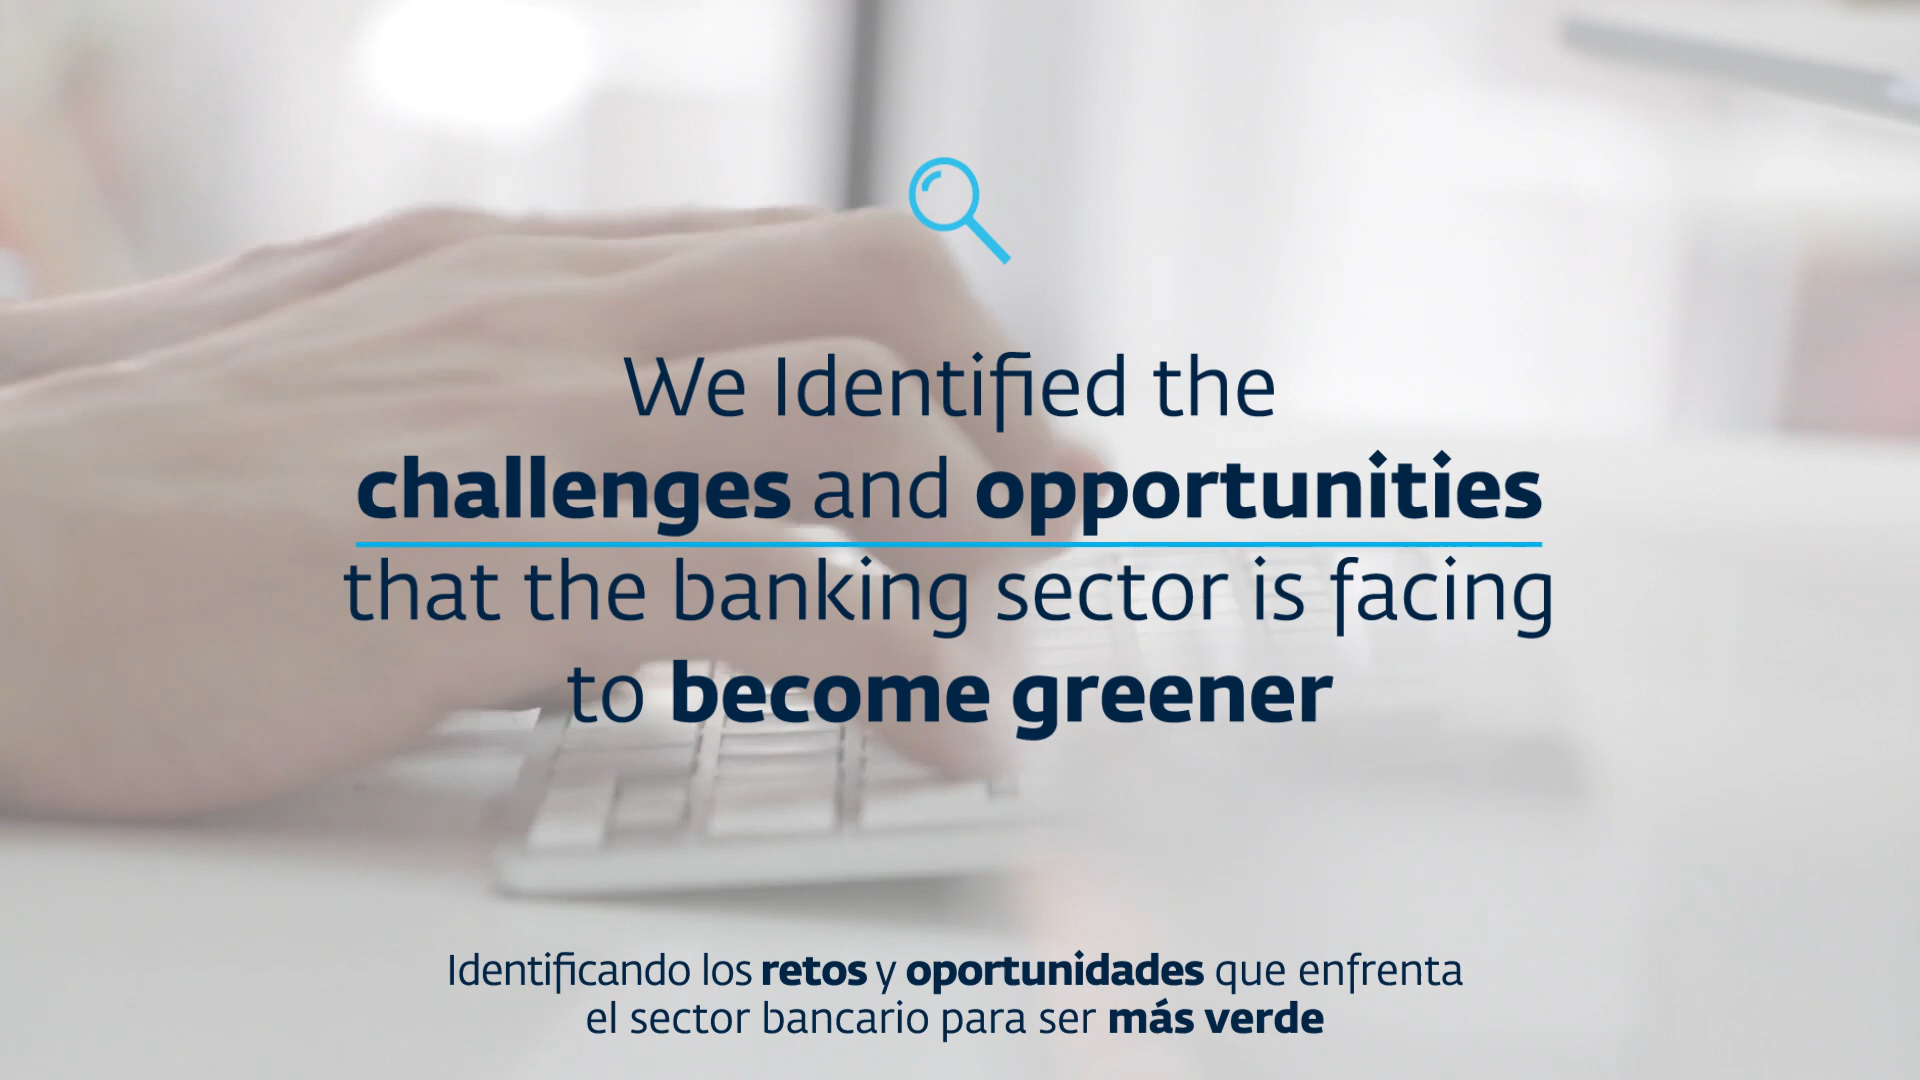 We Identified the
challenges and opportunities
that the banking sector is facing
to become greener
Identificando los retos y oportunidades que enfrenta
el sector bancario para ser más verde